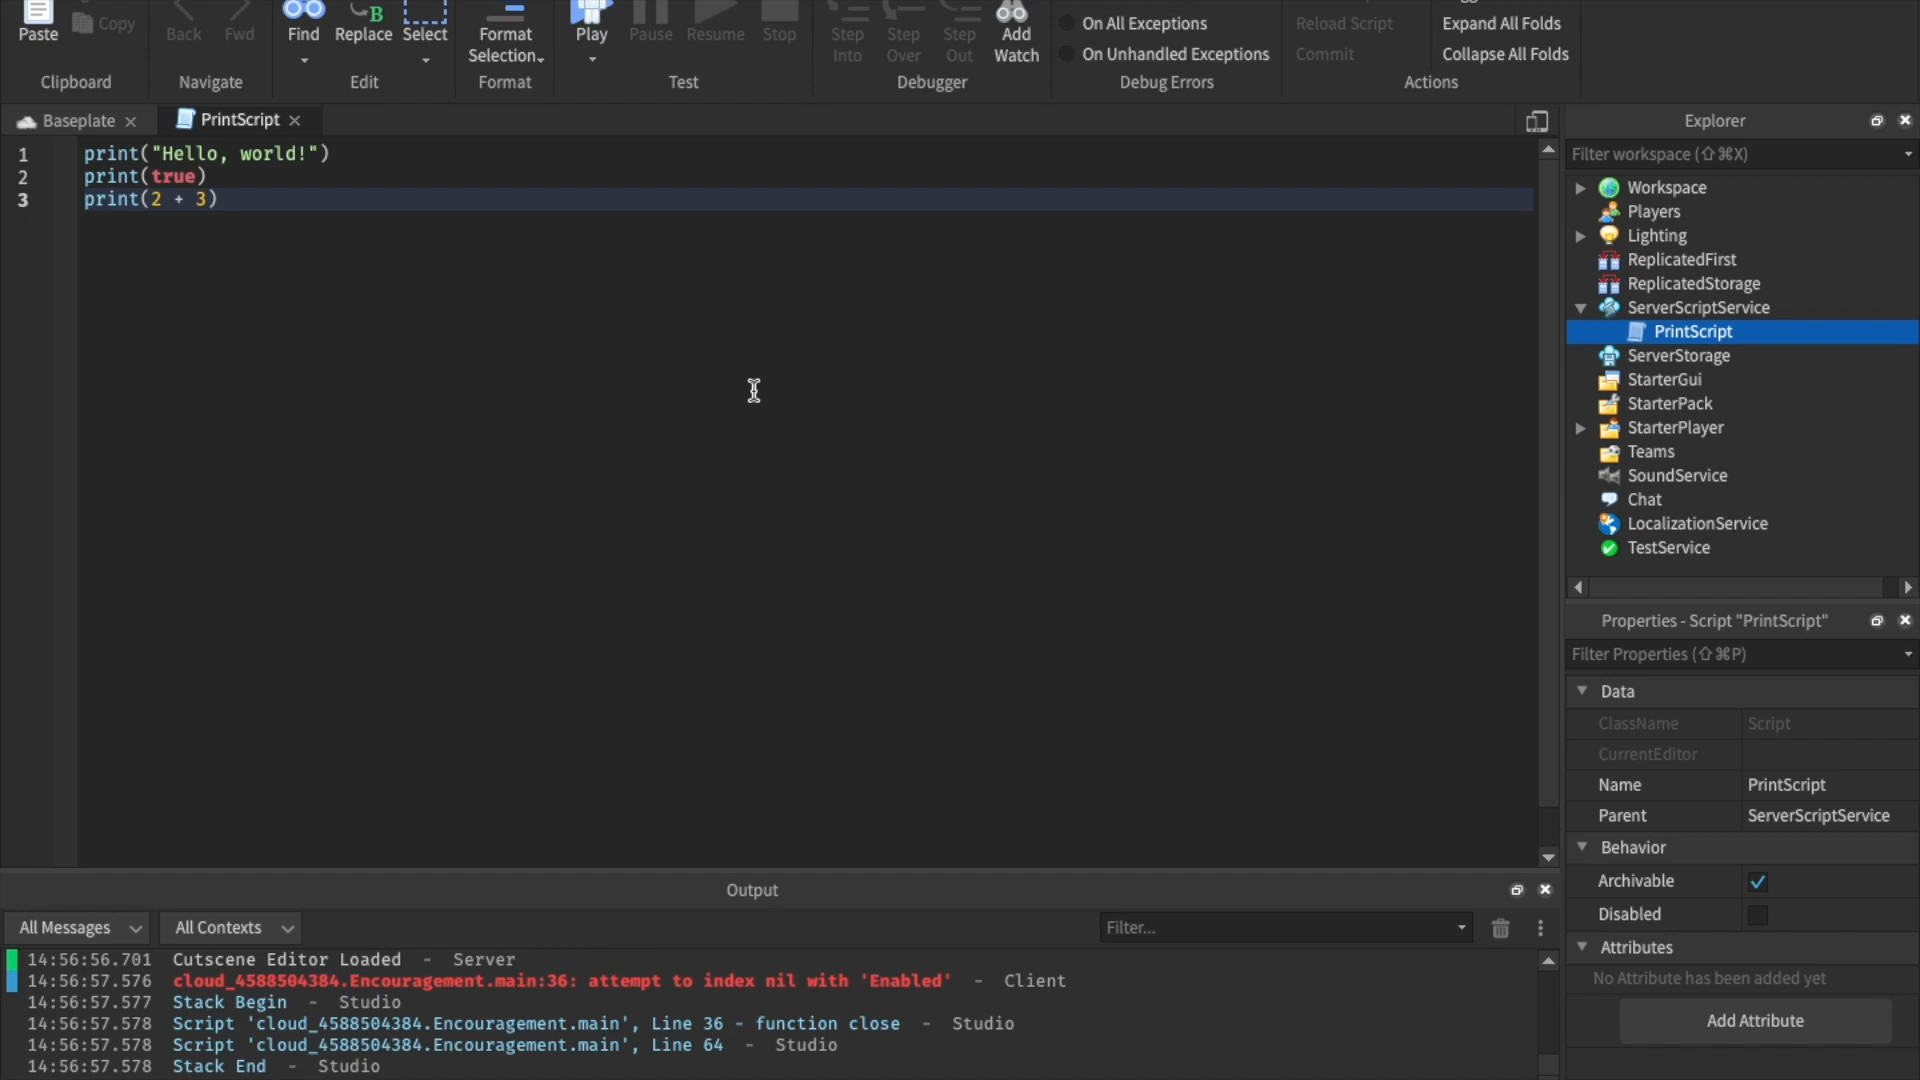 Paste Copy Back Fwd Find Replace Select Format Selection Play Pause Resume Stop Step Into Step Over Step Out Add Watch On All Exceptions Reload Script Expand All Folds
On Unhandled Exceptions Commit Collapse All Folds
Clipboard Navigate Edit Format Test Debugger Debug Errors Actions
Baseplate PrintScript
1 print("Hello, world!")
2 print(true)
3 print(2 + 3)
Explorer
Filter workspace (⇧⌘X)
Workspace
Players
Lighting
ReplicatedFirst
ReplicatedStorage
ServerScriptService
PrintScript
ServerStorage
StarterGui
StarterPack
StarterPlayer
Teams
SoundService
Chat
LocalizationService
TestService
Properties - Script "PrintScript"
Filter Properties (⇧⌘P)
Data
ClassName Script
CurrentEditor
Name PrintScript
Parent ServerScriptService
Behavior
Archivable
Disabled
Attributes
No Attribute has been added yet
Add Attribute
Output
All Messages All Contexts Filter...
14:56:56.701 Cutscene Editor Loaded - Server
14:56:57.576 cloud_4588504384.Encouragement.main:36: attempt to index nil with 'Enabled' - Client
14:56:57.577 Stack Begin - Studio
14:56:57.578 Script 'cloud_4588504384.Encouragement.main', Line 36 - function close - Studio
14:56:57.578 Script 'cloud_4588504384.Encouragement.main', Line 64 - Studio
14:56:57.578 Stack End - Studio